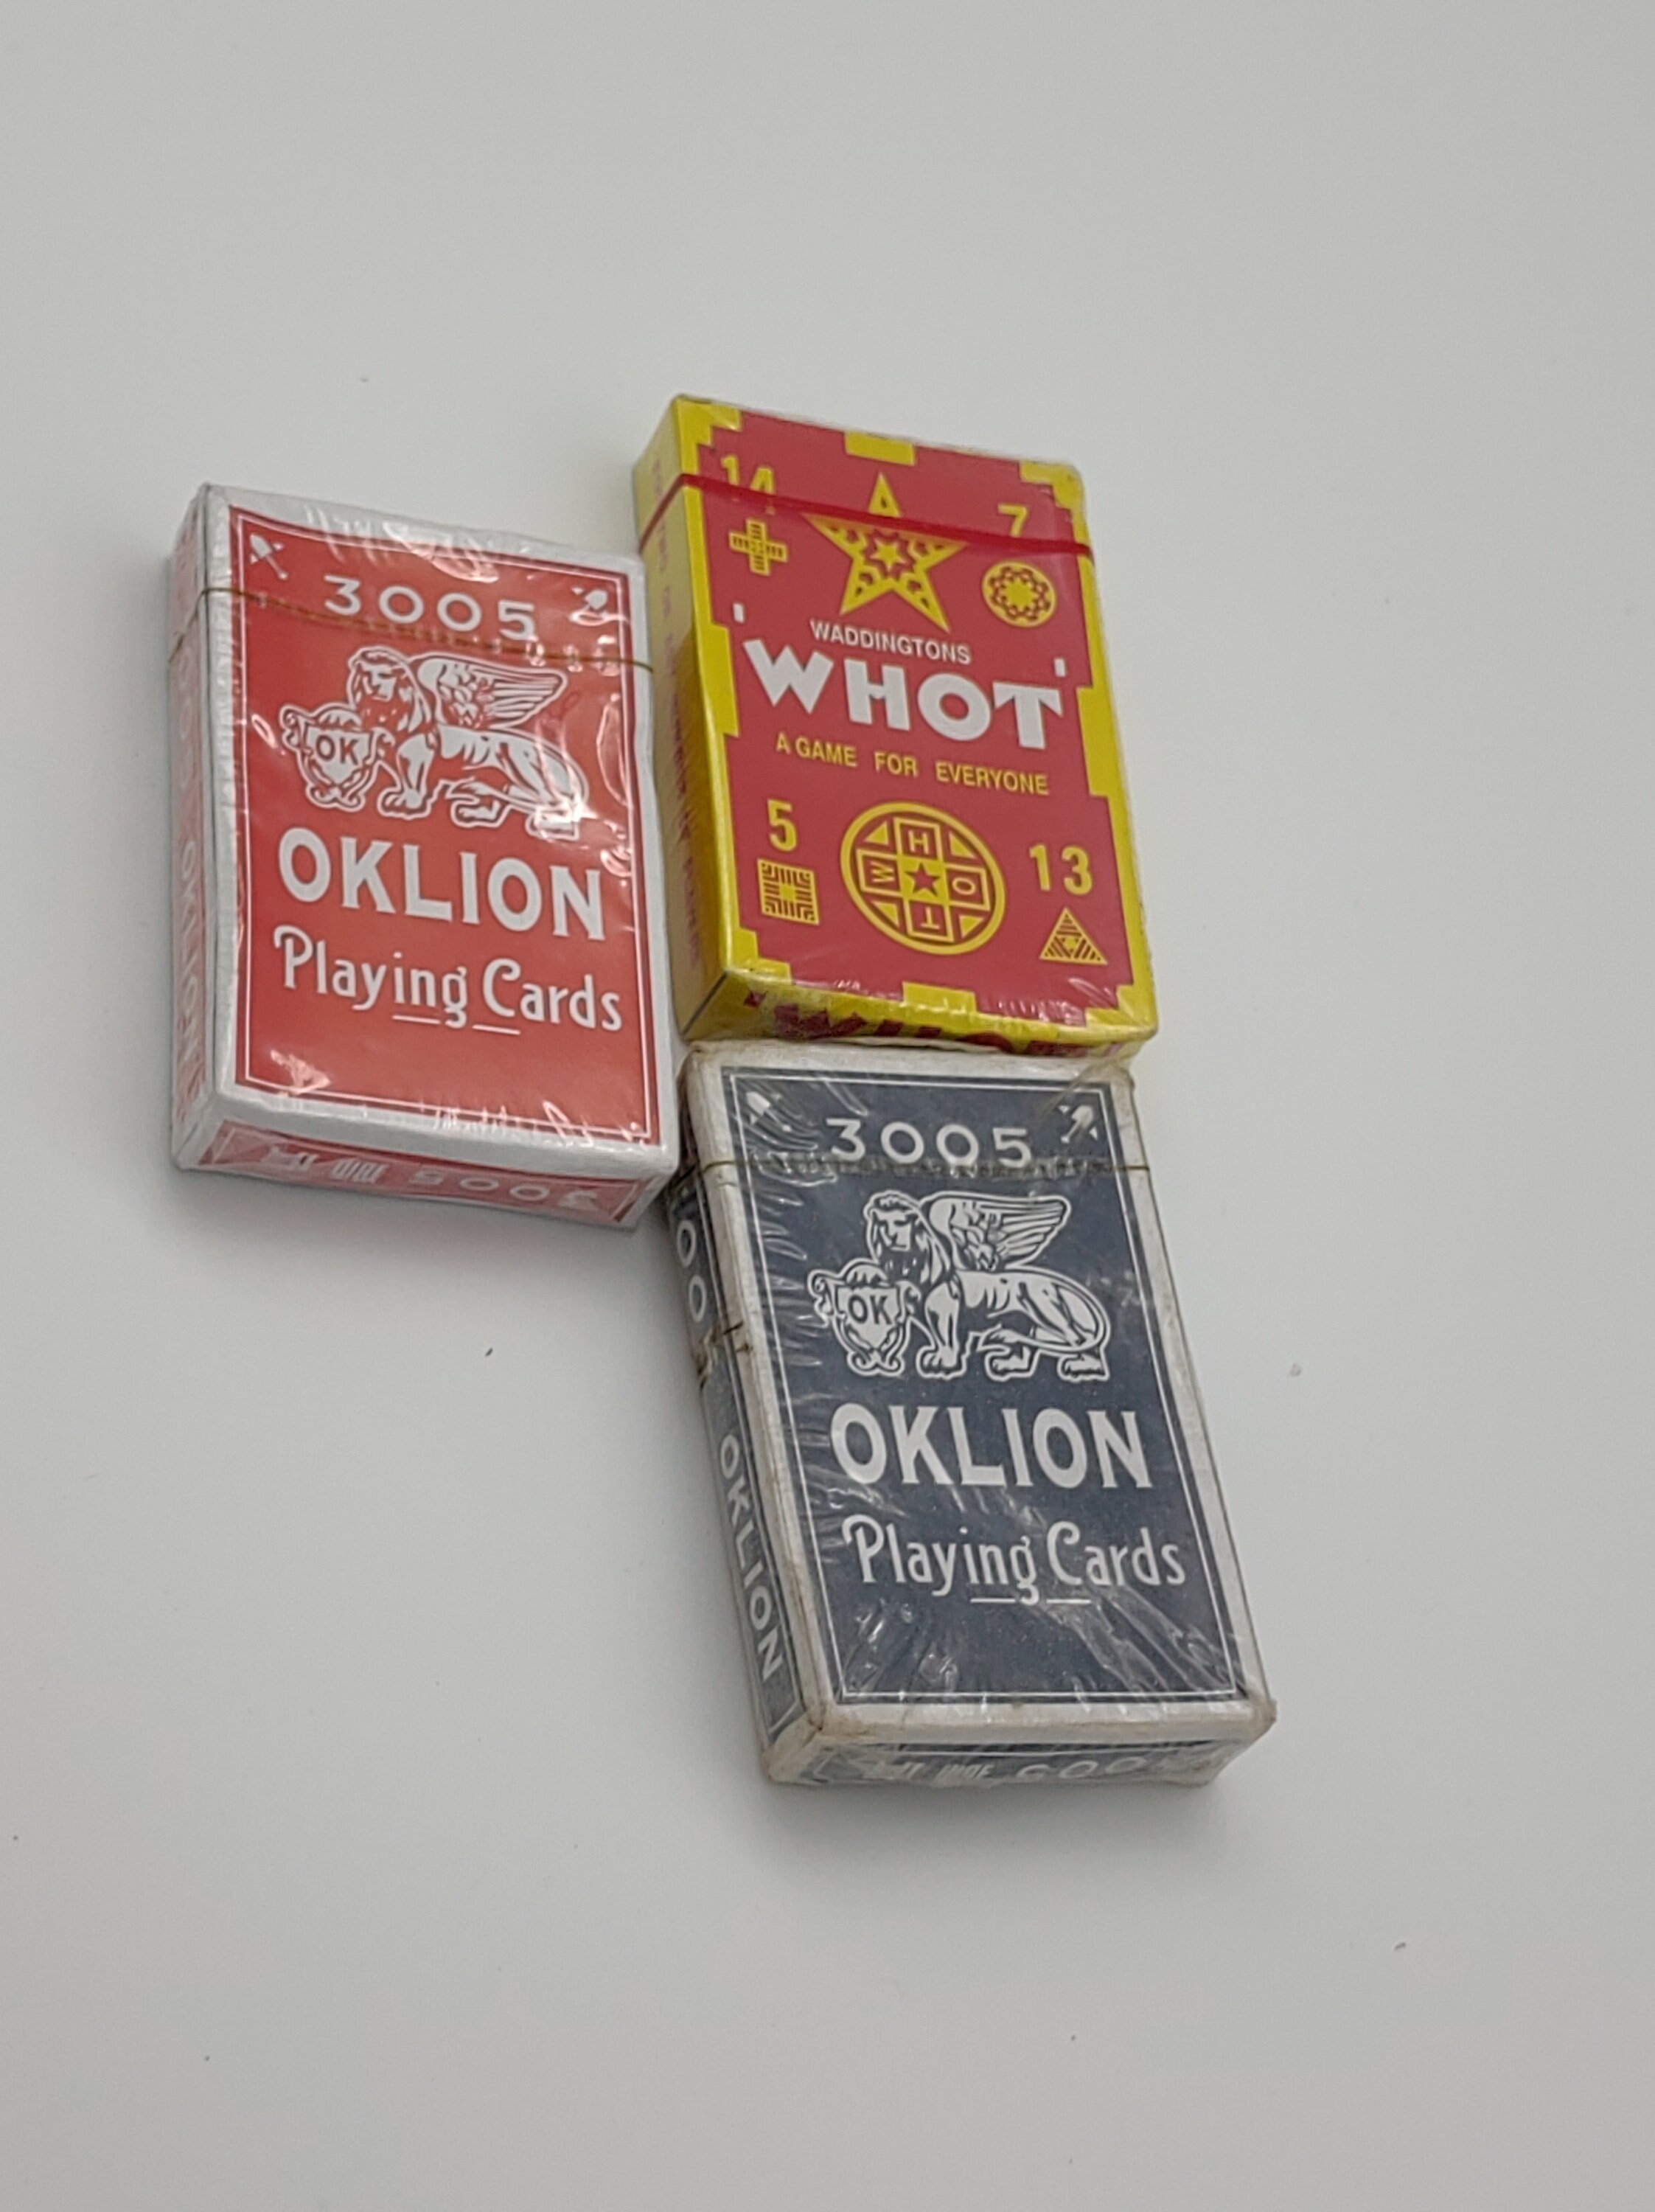 3005
OK
OKLION
Playing Cards
OKLION
3005
14
7
WADDINGTONS
WHOT
A GAME FOR EVERYONE
5
13
W H O T
3005
OK
OKLION
Playing Cards
OKLION